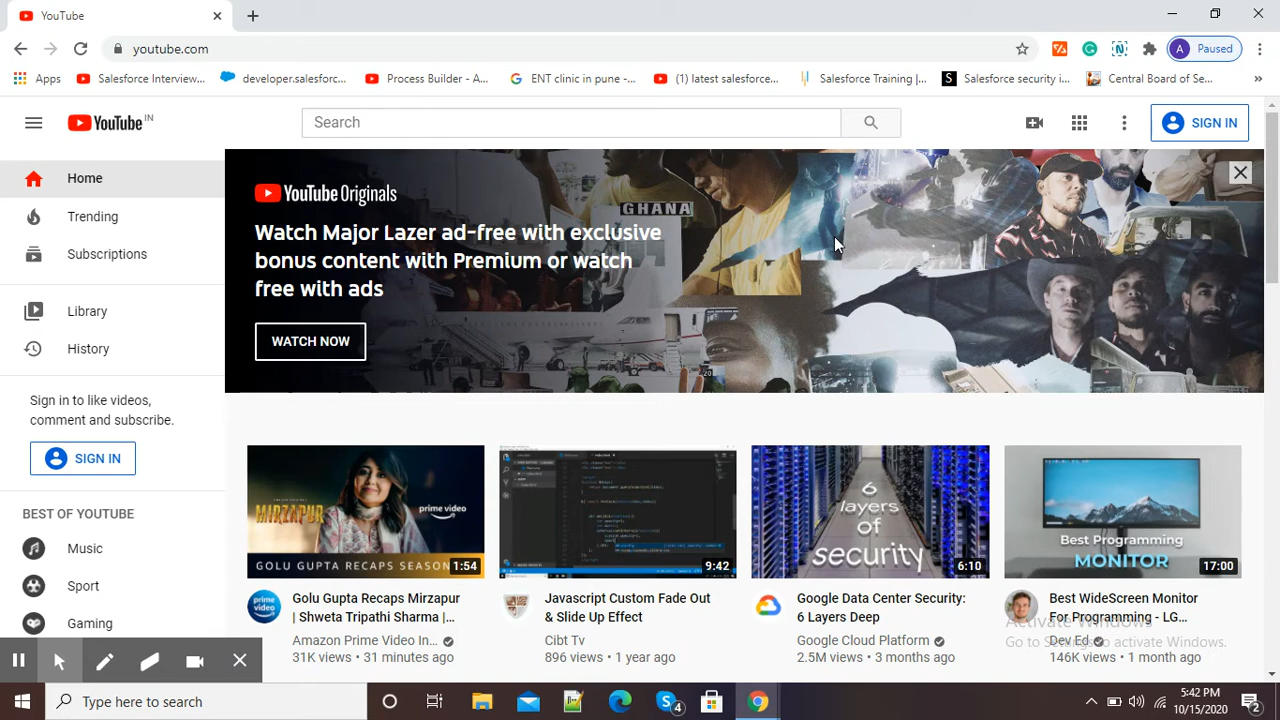 YouTube
youtube.com
Paused
A
Apps
Salesforce Interview...
developer.salesforc...
Process Builder - A...
ENT clinic in pune -...
(1) latest salesforce...
Salesforce Training |...
Salesforce security i...
Central Board of Se...
YouTube IN
Search
SIGN IN
Home
Trending
Subscriptions
Library
History
Sign in to like videos,
comment and subscribe.
SIGN IN
BEST OF YOUTUBE
Music
Sport
Gaming
YouTube Originals
GHANA
Watch Major Lazer ad-free with exclusive
bonus content with Premium or watch
free with ads
WATCH NOW
MIRZAPUR
prime video
GOLU GUPTA RECAPS SEASON
1:54
9:42
6
layers
of
security
6:10
Best Programming
MONITOR
17:00
prime video
Golu Gupta Recaps Mirzapur
| Shweta Tripathi Sharma |...
Amazon Prime Video In...
31K views • 31 minutes ago
Javascript Custom Fade Out
& Slide Up Effect
Cibt Tv
896 views • 1 year ago
Google Data Center Security:
6 Layers Deep
Google Cloud Platform
2.5M views • 3 months ago
Best WideScreen Monitor
For Programming - LG...
Dev Ed
146K views • 1 month ago
Activate Windows
Go to Settings to activate Windows.
Type here to search
4
5:42 PM
10/15/2020
2